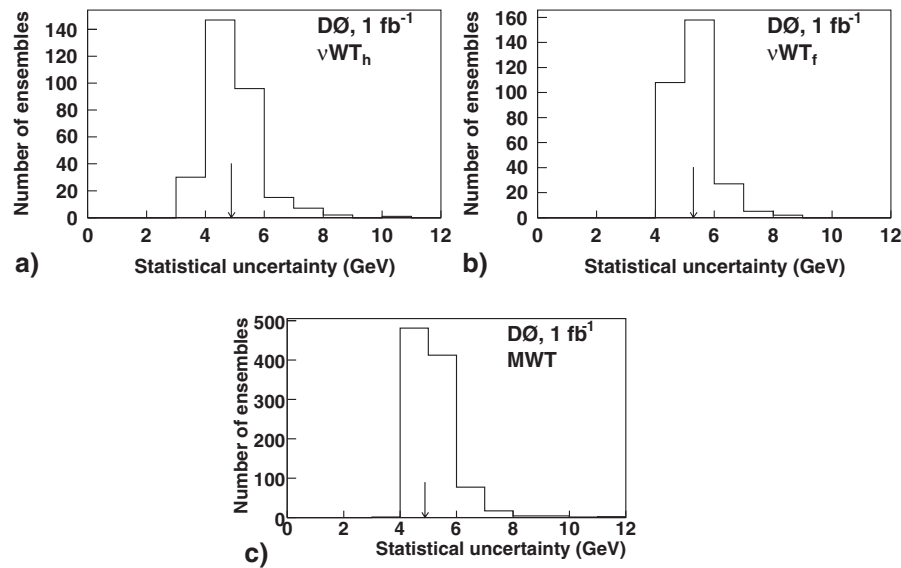 DØ, 1 fb⁻¹
νWTₕ
Number of ensembles
140
120
100
80
60
40
20
0
0 2 4 6 8 10 12
Statistical uncertainty (GeV)
a)
DØ, 1 fb⁻¹
νWT_f
Number of ensembles
160
140
120
100
80
60
40
20
0
0 2 4 6 8 10 12
Statistical uncertainty (GeV)
b)
DØ, 1 fb⁻¹
MWT
Number of ensembles
500
400
300
200
100
0
0 2 4 6 8 10 12
Statistical uncertainty (GeV)
c)